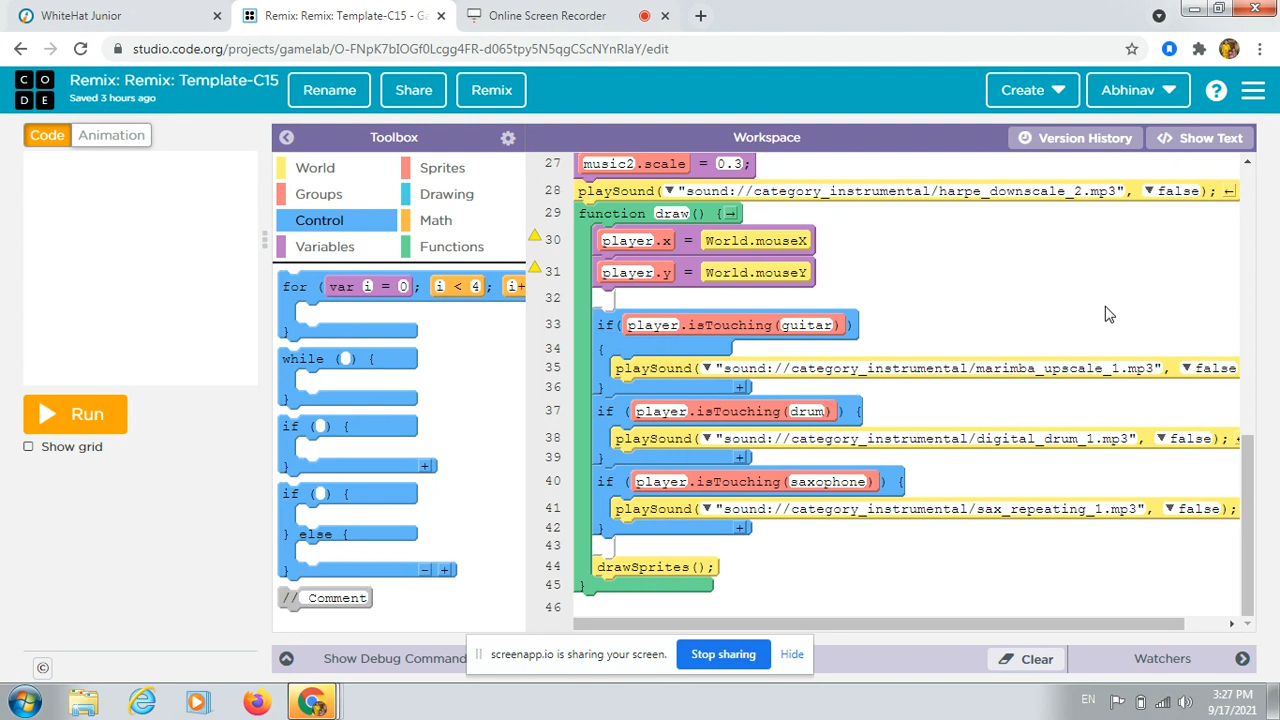 WhiteHat Junior
Remix: Remix: Template-C15 - Ga
Online Screen Recorder
studio.code.org/projects/gamelab/O-FNpK7bIOGf0Lcgg4FR-d065tpy5N5qgCScNYnRlaY/edit
C O
D E
Remix: Remix: Template-C15
Saved 3 hours ago
Rename
Share
Remix
Create
Abhinav
?
Code
Animation
Run
Show grid
Toolbox
World
Sprites
Groups
Drawing
Control
Math
Variables
Functions
for ( var i = 0; i < 4; i+
}
while () {
}
if () {
} +
if () {
} else {
} - +
// Comment
Workspace
Version History
</> Show Text
27 music2.scale = 0.3;
28 playSound( "sound://category_instrumental/harpe_downscale_2.mp3", false);
29 function draw() {
30 player.x = World.mouseX
31 player.y = World.mouseY
32
33 if( player.isTouching(guitar) )
34 {
35 playSound( "sound://category_instrumental/marimba_upscale_1.mp3", false
36 } +
37 if ( player.isTouching(drum) ) {
38 playSound( "sound://category_instrumental/digital_drum_1.mp3", false);
39 } +
40 if ( player.isTouching(saxophone) ) {
41 playSound( "sound://category_instrumental/sax_repeating_1.mp3", false);
42 } +
43
44 drawSprites();
45 }
46
Show Debug Command
Clear
Watchers
screenapp.io is sharing your screen.
Stop sharing
Hide
©
EN
3:27 PM
9/17/2021